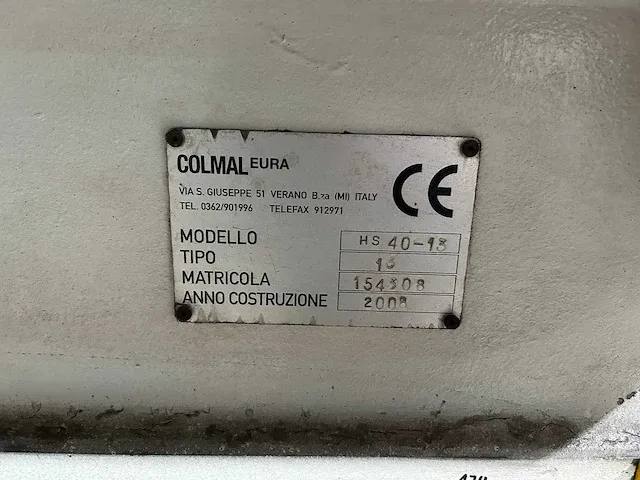 COLMAL EURA
VIA S. GIUSEPPE 51 VERANO B.za (MI) ITALY
TEL. 0362/901996 TELEFAX 912971
CE
MODELLO HS 40-13
TIPO 13
MATRICOLA 154308
ANNO COSTRUZIONE 2008